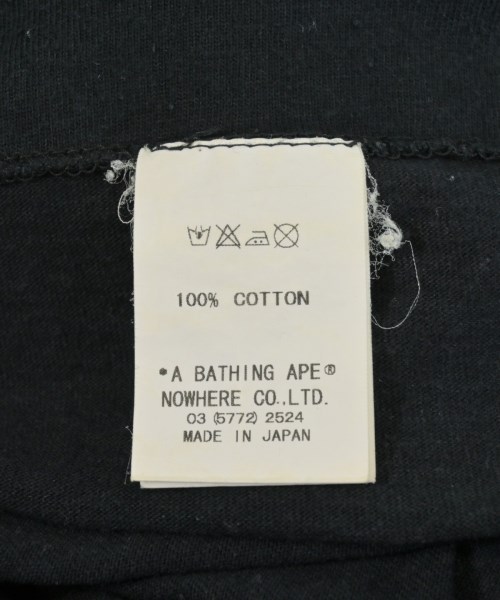 100% COTTON
*A BATHING APE®
NOWHERE CO.,LTD.
03 (5772) 2524
MADE IN JAPAN